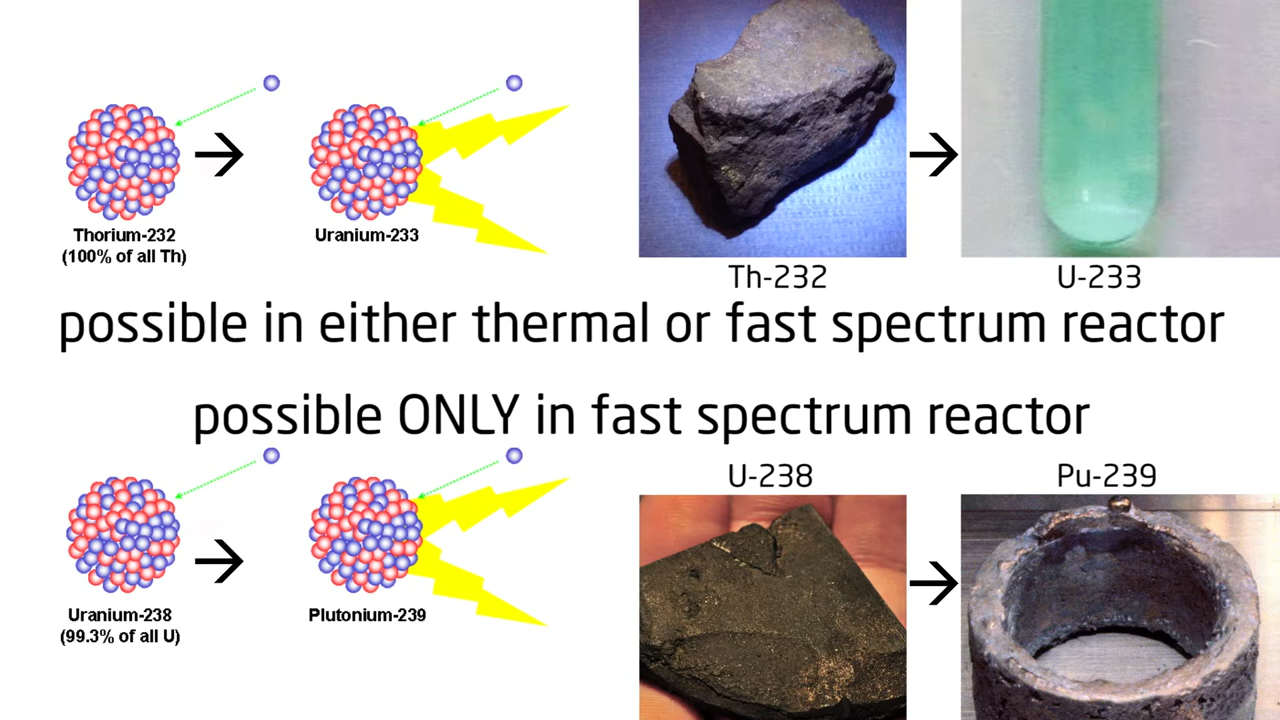 Thorium-232
(100% of all Th)
Uranium-233
Th-232
U-233
possible in either thermal or fast spectrum reactor
possible ONLY in fast spectrum reactor
U-238
Pu-239
Uranium-238
(99.3% of all U)
Plutonium-239